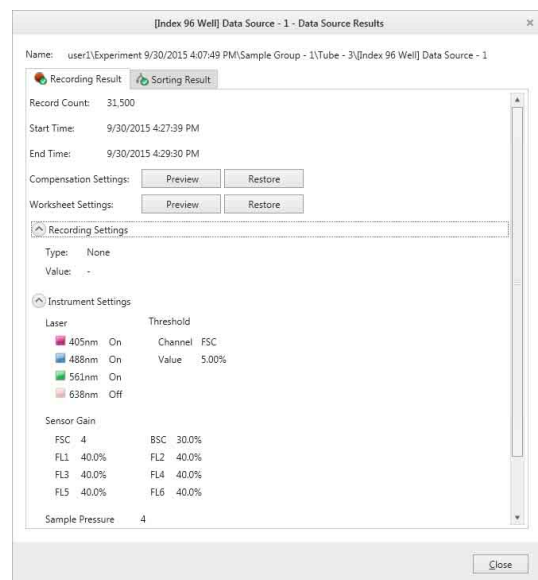 [Index 96 Well] Data Source - 1 - Data Source Results
Name: user1\Experiment 9/30/2015 4:07:49 PM\Sample Group - 1\Tube - 3\[Index 96 Well] Data Source - 1
Recording Result Sorting Result
Record Count: 31,500
Start Time: 9/30/2015 4:27:39 PM
End Time: 9/30/2015 4:29:30 PM
Compensation Settings: Preview Restore
Worksheet Settings: Preview Restore
Recording Settings
Type: None
Value: -
Instrument Settings
Laser Threshold
405nm On Channel FSC
488nm On Value 5.00%
561nm On
638nm Off
Sensor Gain
FSC 4 BSC 30.0%
FL1 40.0% FL2 40.0%
FL3 40.0% FL4 40.0%
FL5 40.0% FL6 40.0%
Sample Pressure 4
Close